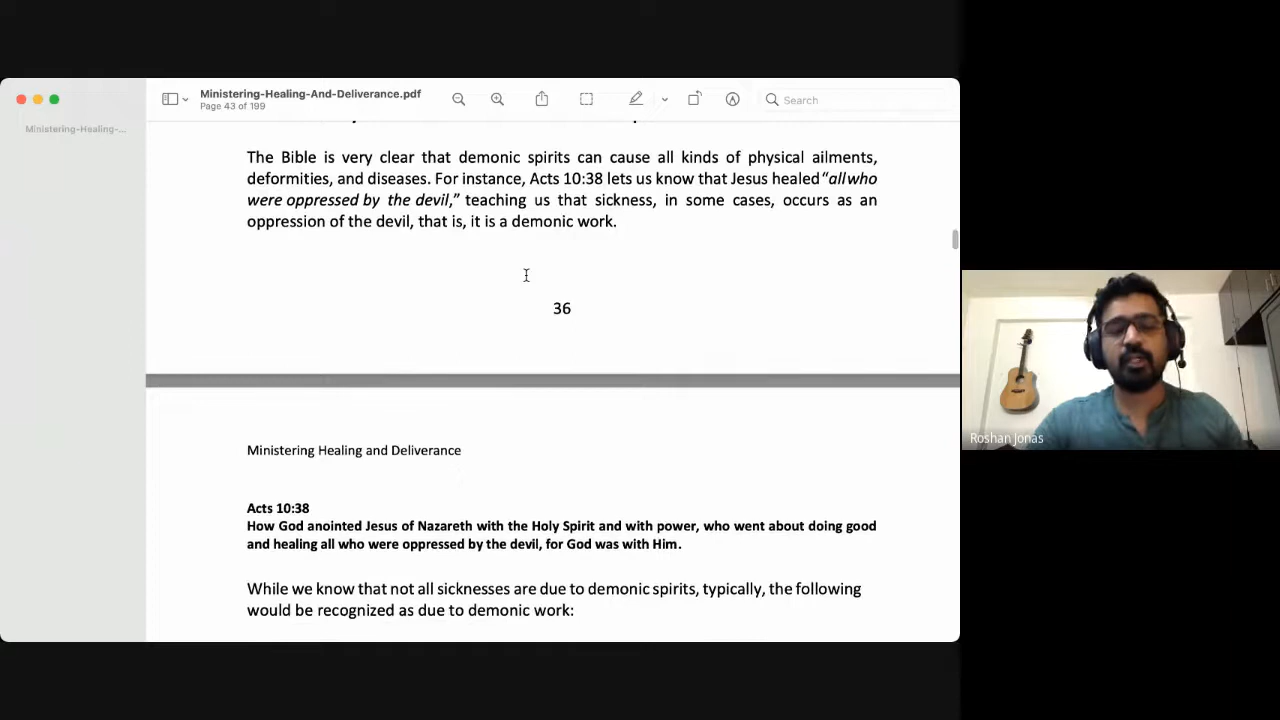 Ministering-Healing-And-Deliverance.pdf
Page 43 of 199
Search
Ministering-Healing-...
The Bible is very clear that demonic spirits can cause all kinds of physical ailments,
deformities, and diseases. For instance, Acts 10:38 lets us know that Jesus healed “all who
were oppressed by the devil,” teaching us that sickness, in some cases, occurs as an
oppression of the devil, that is, it is a demonic work.
36
Ministering Healing and Deliverance
Acts 10:38
How God anointed Jesus of Nazareth with the Holy Spirit and with power, who went about doing good
and healing all who were oppressed by the devil, for God was with Him.
While we know that not all sicknesses are due to demonic spirits, typically, the following
would be recognized as due to demonic work:
Roshan Jonas